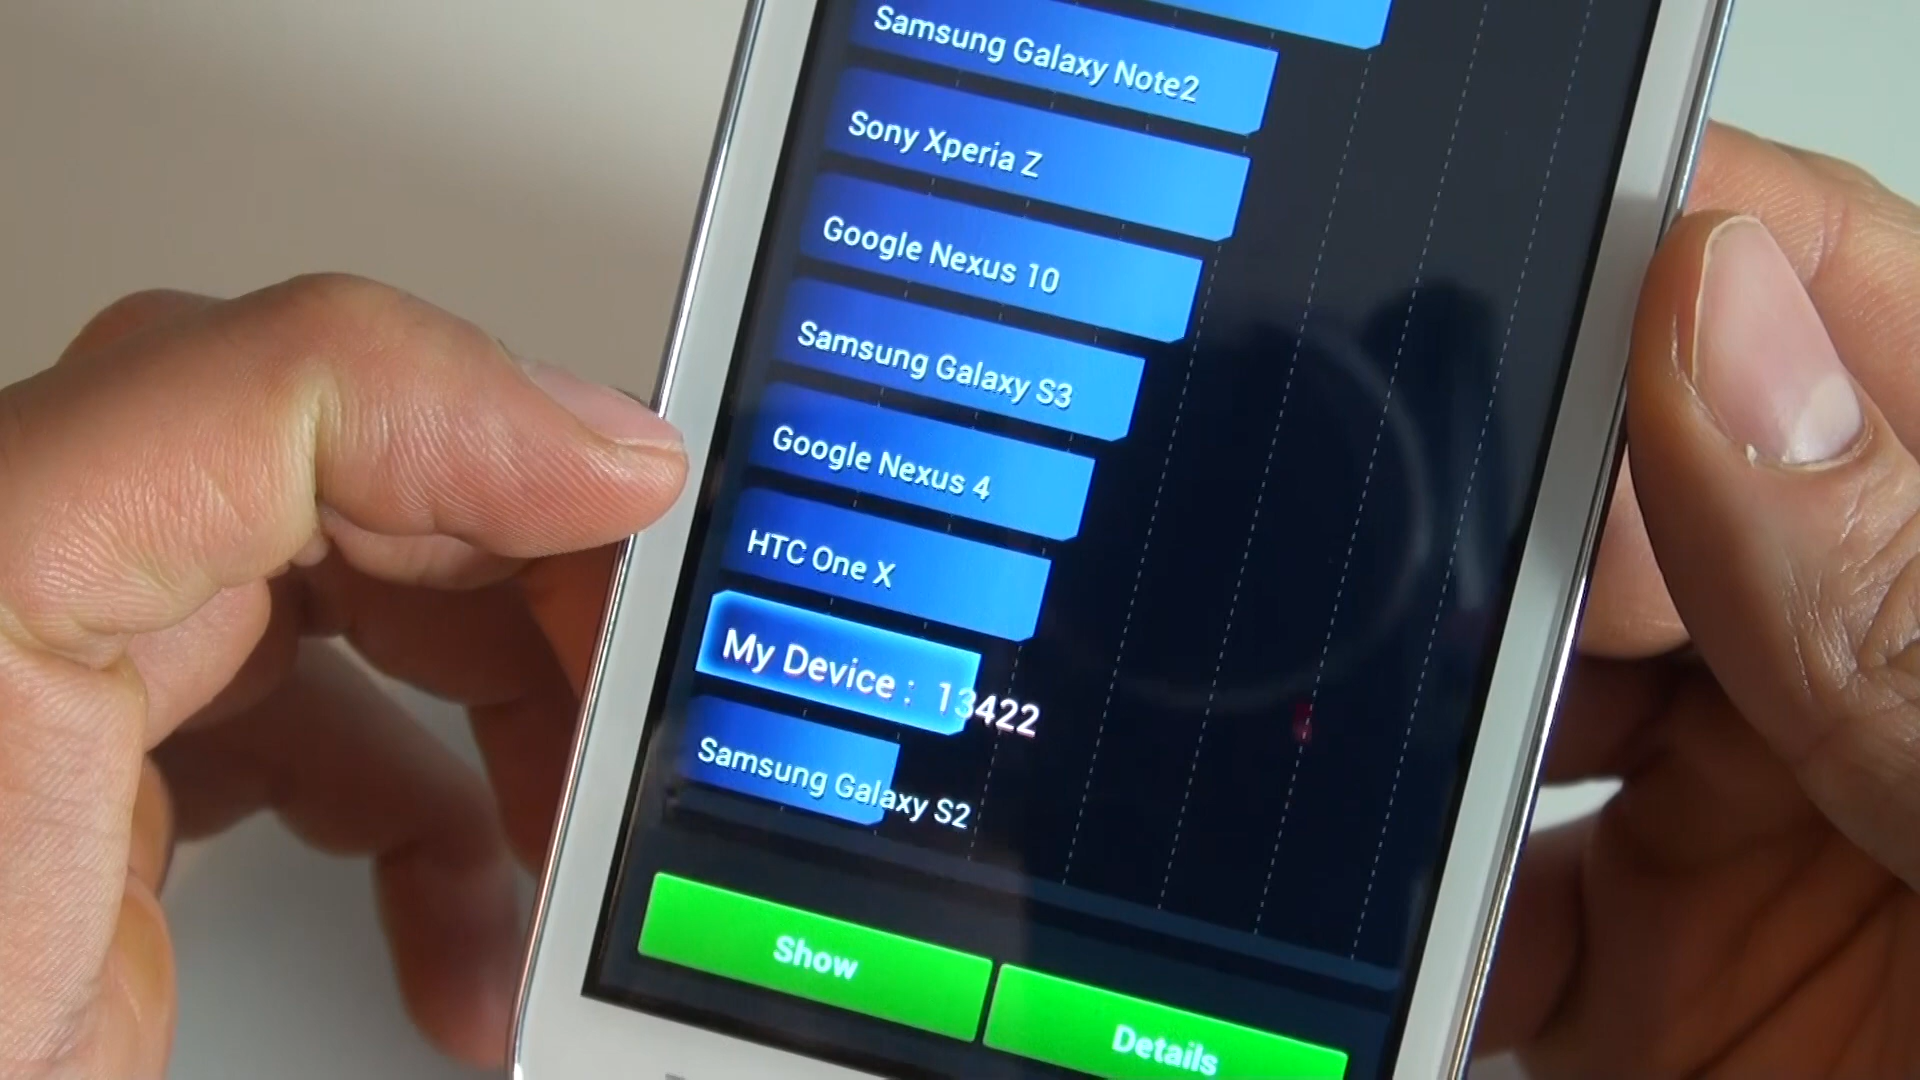 Samsung Galaxy Note2
Sony Xperia Z
Google Nexus 10
Samsung Galaxy S3
Google Nexus 4
HTC One X
My Device : 13422
Samsung Galaxy S2
Show
Details